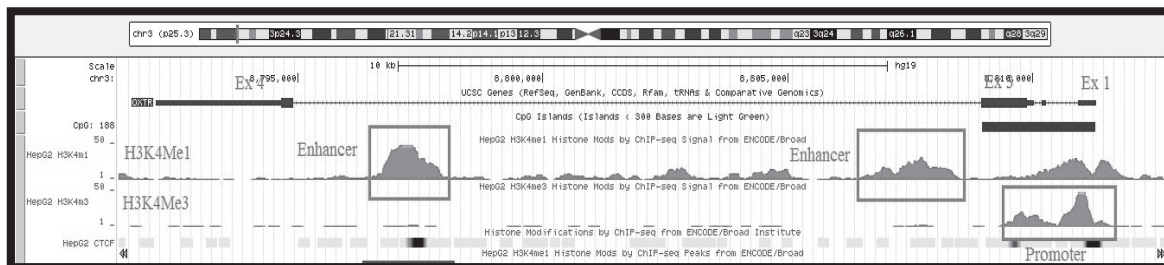 chr3 (p25.3) 3p24.3 21.31 14.2 p14.1 p13 12.3 q23 3q24 q26.1 q28 3q29
Scale 10 kb hg19
chr3: 8,795,000 8,800,000 8,805,000 8,810,000
Ex 4 Ex 3 Ex 1
UCSC Genes (RefSeq, GenBank, CCDS, Rfam, tRNAs & Comparative Genomics)
OXTR
CpG Islands (Islands < 300 Bases are Light Green)
CpG: 188
HepG2 H3K4me1 Histone Mods by ChIP-seq Signal from ENCODE/Broad
50
HepG2 H3K4m1 H3K4Me1 Enhancer Enhancer
1
HepG2 H3K4me3 Histone Mods by ChIP-seq Signal from ENCODE/Broad
50
HepG2 H3K4m3 H3K4Me3
1
Histone Modifications by ChIP-seq from ENCODE/Broad Institute
HepG2 CTCF
HepG2 H3K4me1 Histone Mods by ChIP-seq Peaks from ENCODE/Broad
Promoter